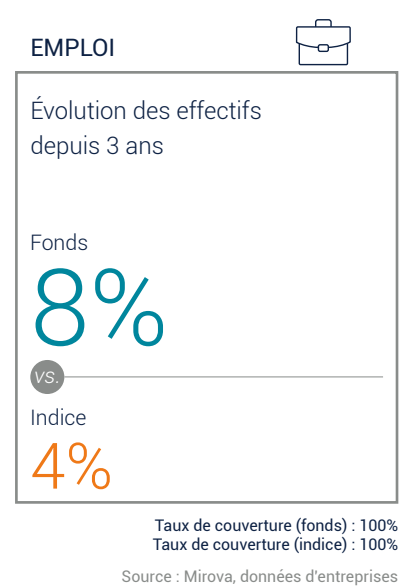 EMPLOI
Évolution des effectifs
depuis 3 ans
Fonds
8%
vs.
Indice
4%
Taux de couverture (fonds) : 100%
Taux de couverture (indice) : 100%
Source : Mirova, données d'entreprises